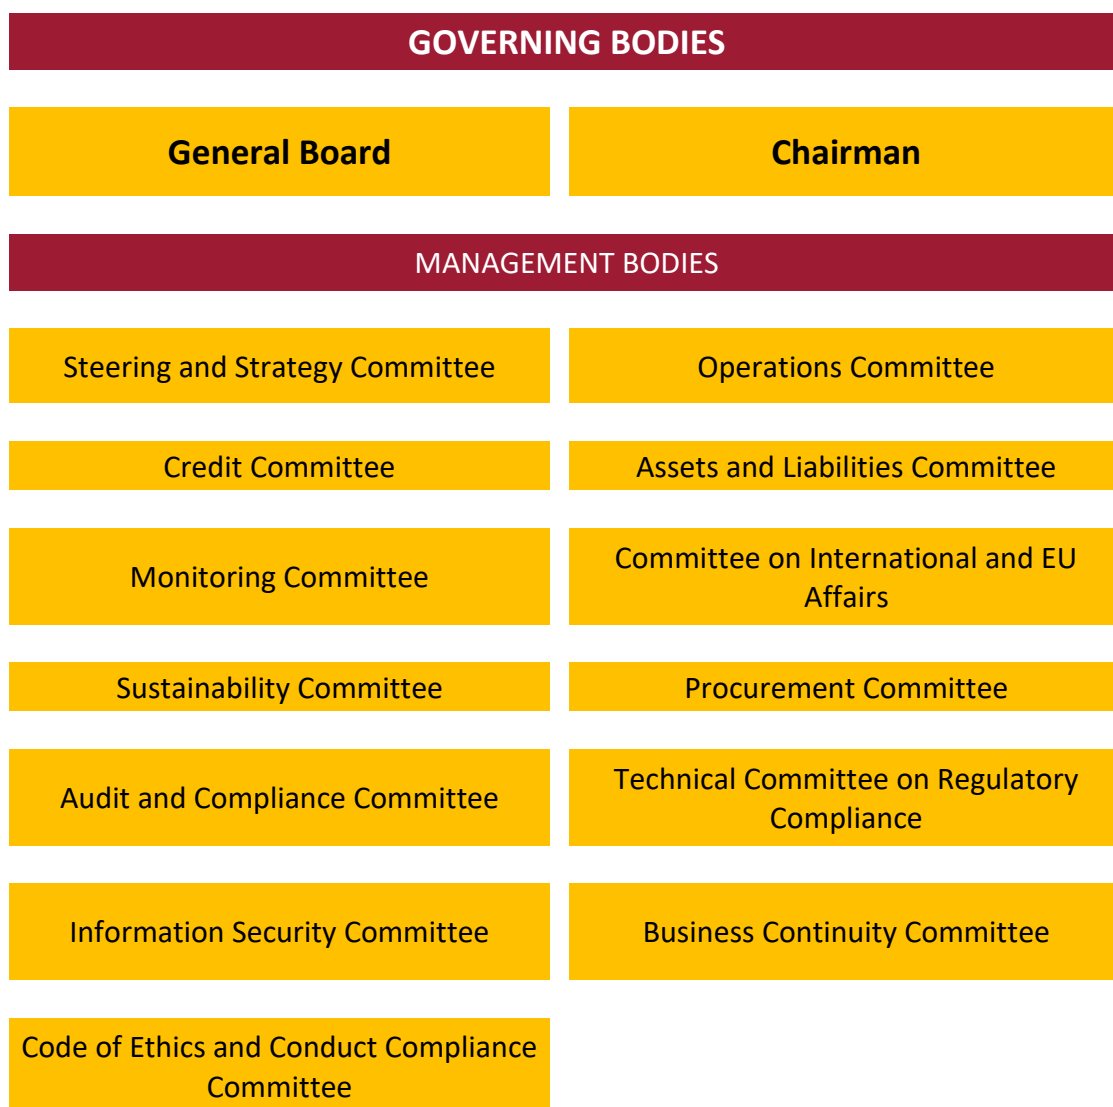 GOVERNING BODIES
General Board
Chairman
MANAGEMENT BODIES
Steering and Strategy Committee
Operations Committee
Credit Committee
Assets and Liabilities Committee
Monitoring Committee
Committee on International and EU
Affairs
Sustainability Committee
Procurement Committee
Audit and Compliance Committee
Technical Committee on Regulatory
Compliance
Information Security Committee
Business Continuity Committee
Code of Ethics and Conduct Compliance
Committee